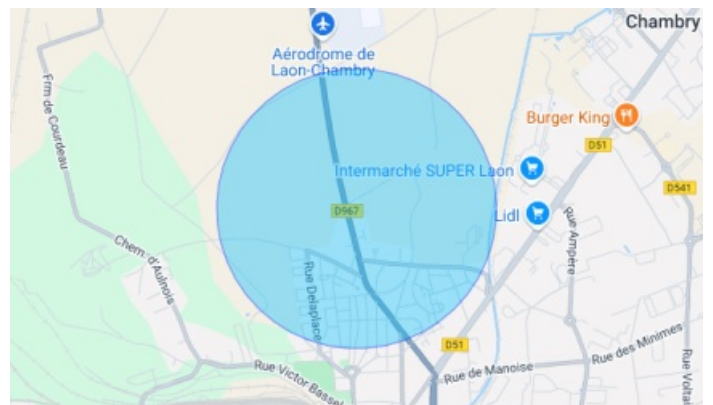 Chambry
Aérodrome de
Laon-Chambry
Frm de Courdeau
Burger King
D51
Intermarché SUPER Laon
D541
Lidl
D967
Rue Ampère
Chem. d'Aulnois
Rue Delaplace
D51
Rue des Minimes
Rue de Manoise
Rue Victor Basset
Rue Voltai